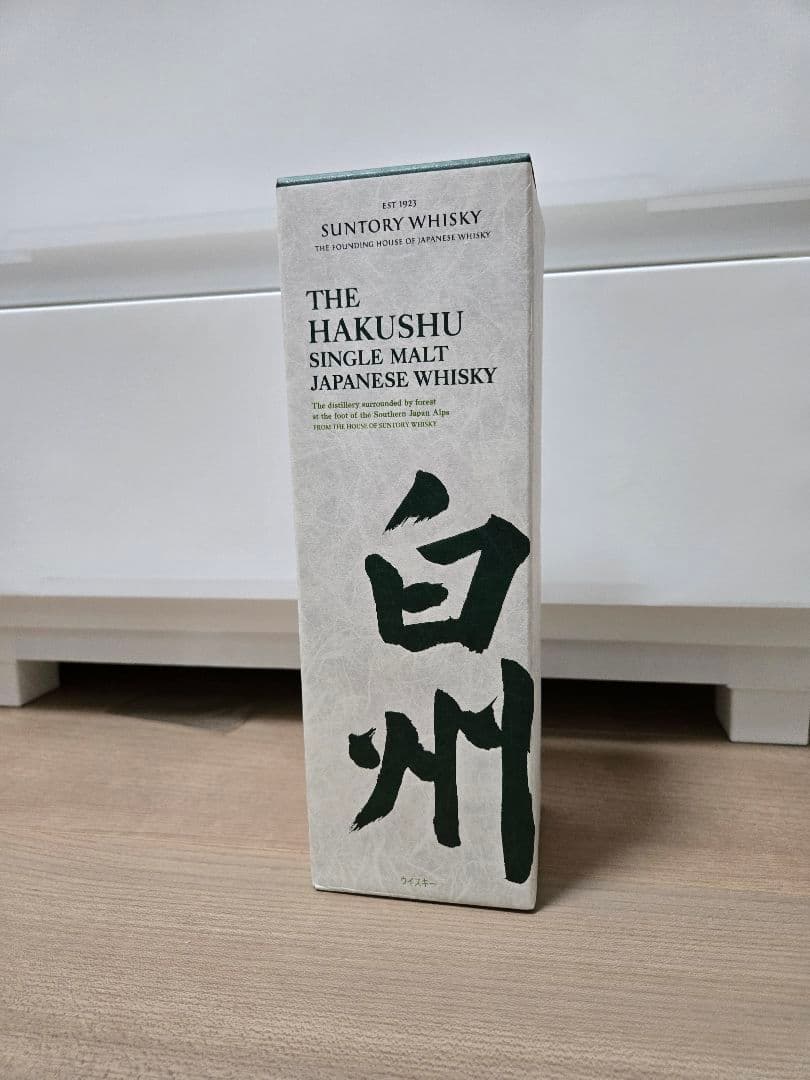 EST 1923
SUNTORY WHISKY
THE FOUNDING HOUSE OF JAPANESE WHISKY
THE
HAKUSHU
SINGLE MALT
JAPANESE WHISKY
The distillery surrounded by forest
at the foot of the Southern Japan Alps
FROM THE HOUSE OF SUNTORY WHISKY
白
州
ウイスキー